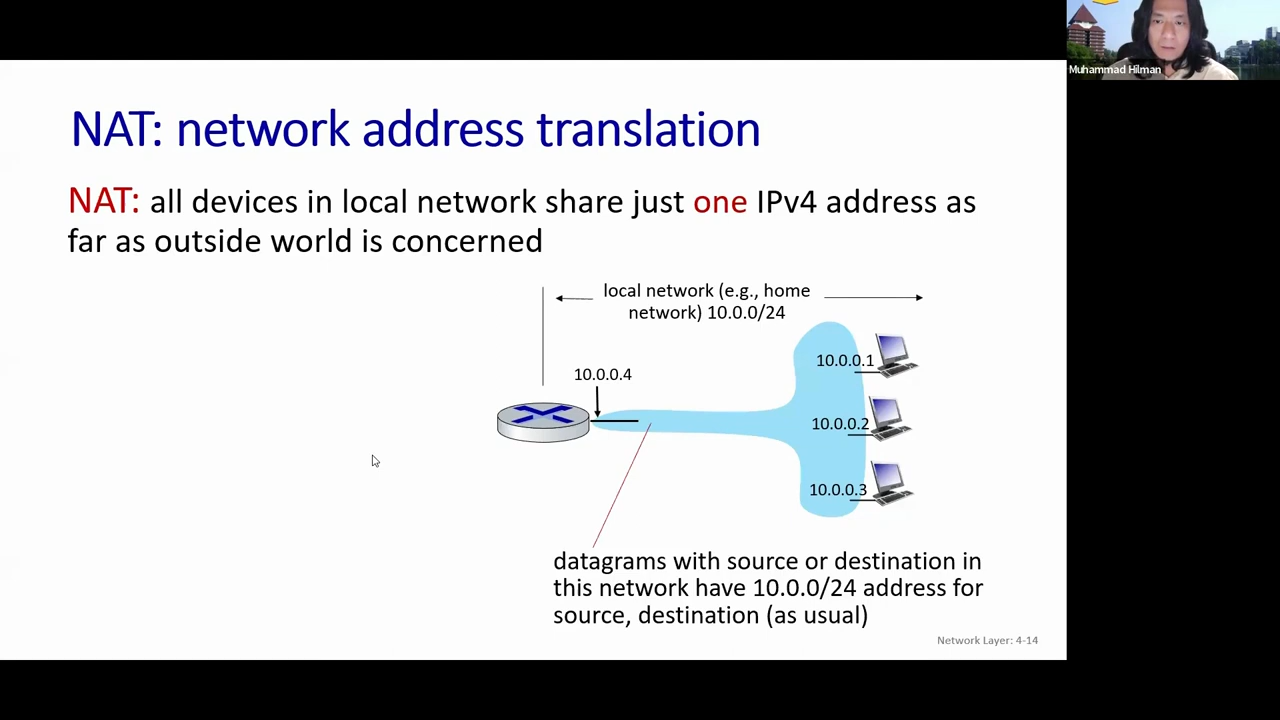 Muhammad Hilman
NAT: network address translation
NAT: all devices in local network share just one IPv4 address as
far as outside world is concerned
local network (e.g., home
network) 10.0.0/24
10.0.0.4
10.0.0.1
10.0.0.2
10.0.0.3
datagrams with source or destination in
this network have 10.0.0/24 address for
source, destination (as usual)
Network Layer: 4-14